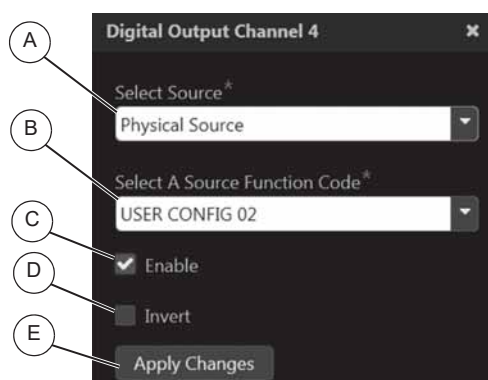 Digital Output Channel 4 ×
A
Select Source*
Physical Source
B
Select A Source Function Code*
USER CONFIG 02
C
Enable
D
Invert
E
Apply Changes